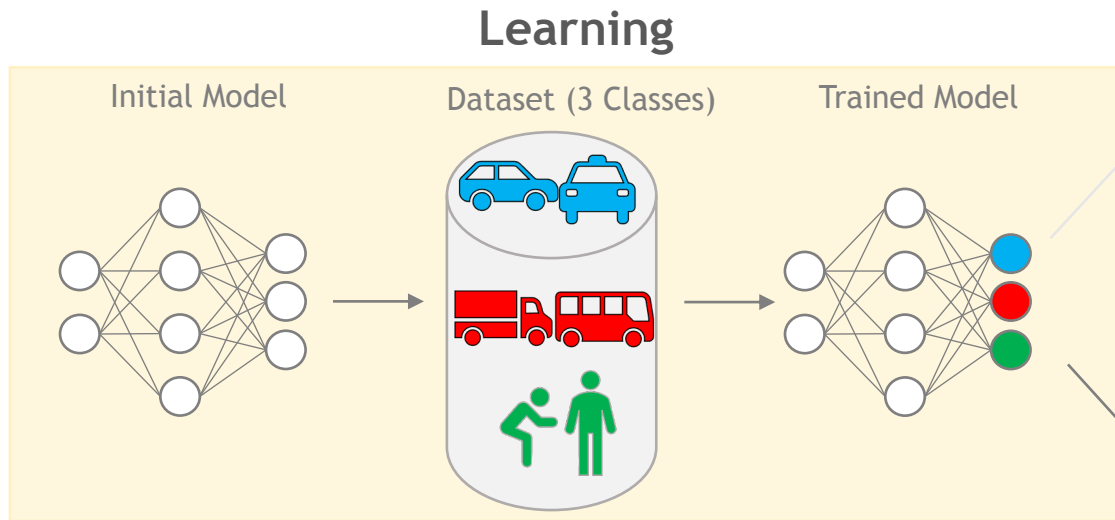 Learning
Initial Model
Dataset (3 Classes)
Trained Model